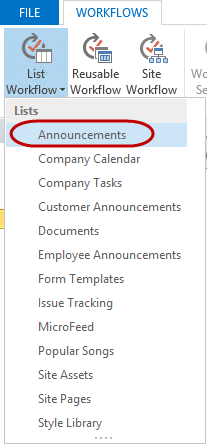 FILE WORKFLOWS
List Reusable Site W
Workflow Workflow Workflow Se
Lists
Announcements
Company Calendar
Company Tasks
Customer Announcements
Documents
Employee Announcements
Form Templates
Issue Tracking
MicroFeed
Popular Songs
Site Assets
Site Pages
Style Library